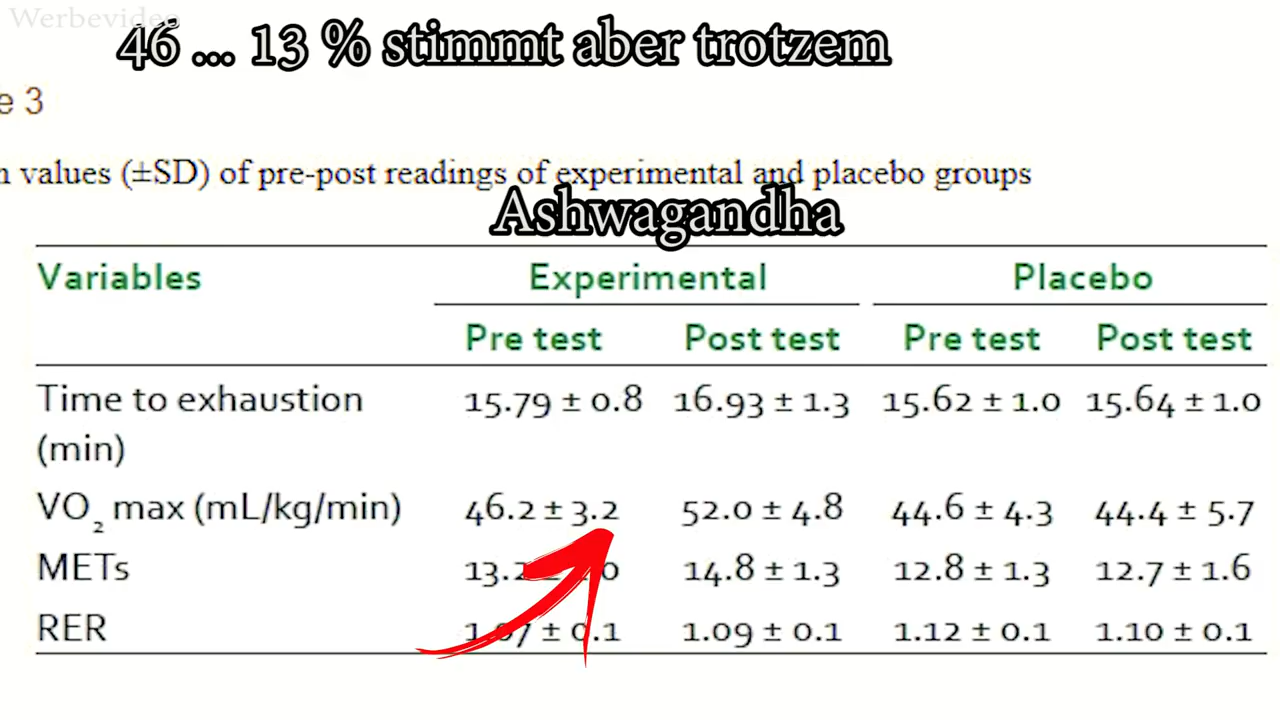 Werbevideo
46 ... 13 % stimmt aber trotzem
e 3
values (±SD) of pre-post readings of experimental and placebo groups
Ashwagandha
Variables Experimental Placebo
Pre test Post test Pre test Post test
Time to exhaustion 15.79 ± 0.8 16.93 ± 1.3 15.62 ± 1.0 15.64 ± 1.0
(min)
VO₂ max (mL/kg/min) 46.2 ± 3.2 52.0 ± 4.8 44.6 ± 4.3 44.4 ± 5.7
METs 14.8 ± 1.3 12.8 ± 1.3 12.7 ± 1.6
RER ± 0.1 1.09 ± 0.1 1.12 ± 0.1 1.10 ± 0.1